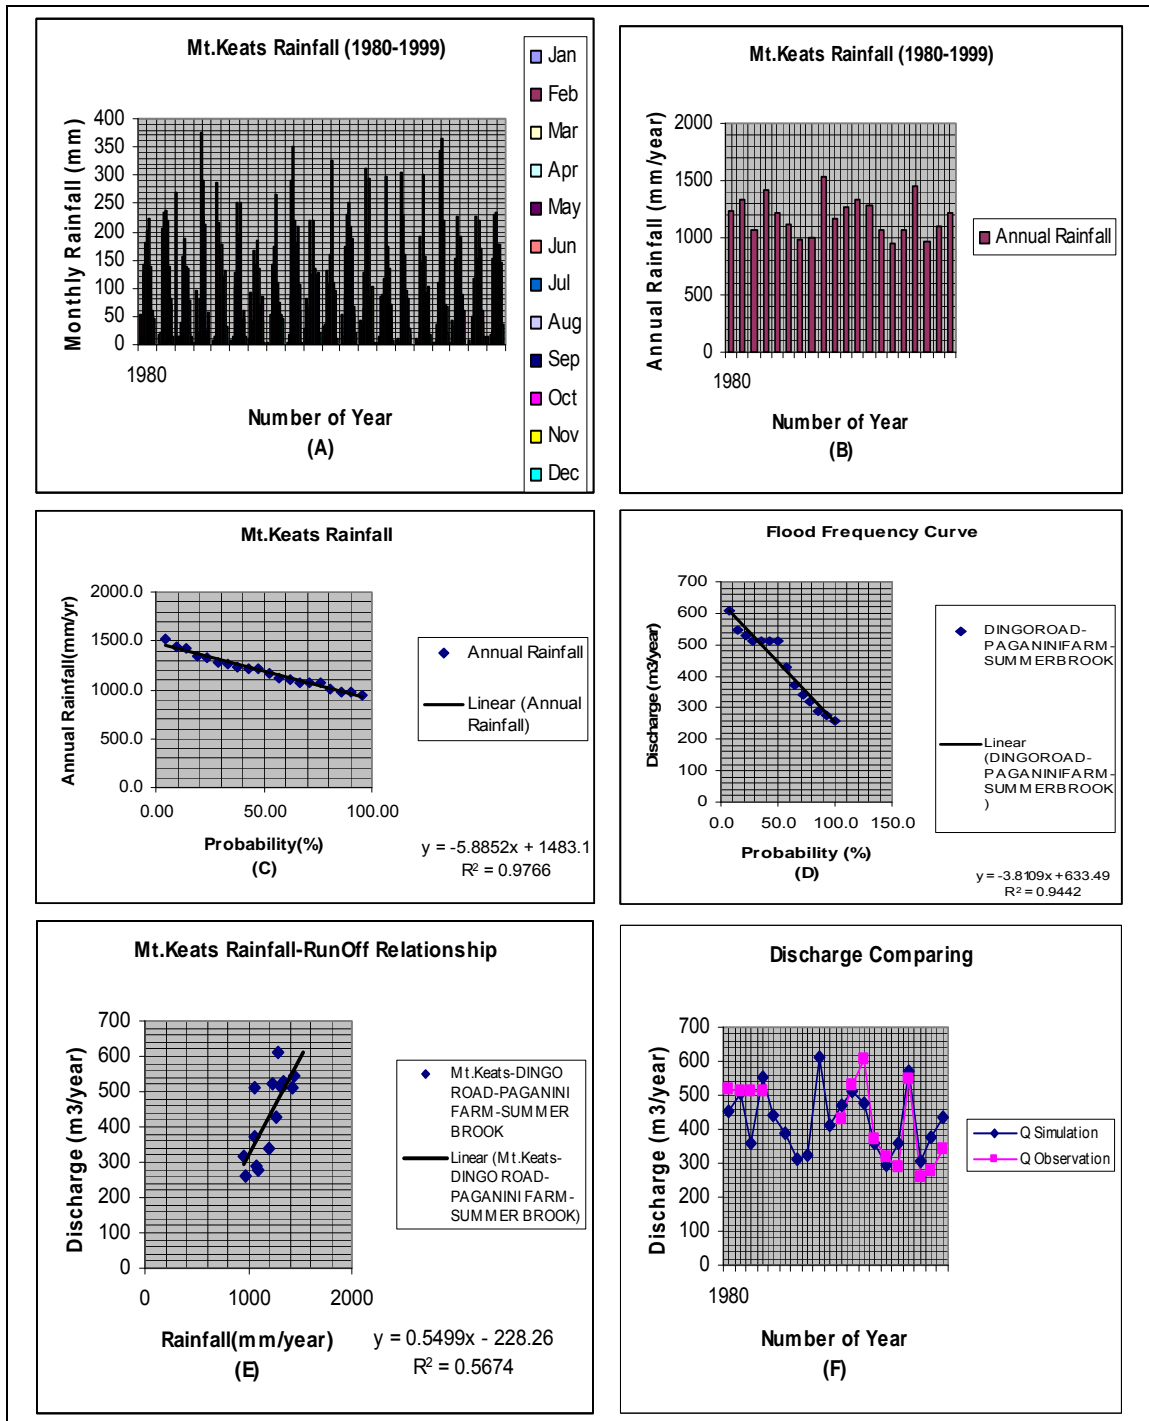 Mt.Keats Rainfall (1980-1999)
Monthly Rainfall (mm)
400
350
300
250
200
150
100
50
0
1980
Number of Year
(A)
Jan
Feb
Mar
Apr
May
Jun
Jul
Aug
Sep
Oct
Nov
Dec
Mt.Keats Rainfall (1980-1999)
Annual Rainfall (mm/year)
2000
1500
1000
500
0
1980
Number of Year
(B)
Annual Rainfall
Mt.Keats Rainfall
Annual Rainfall(mm/yr)
2000.0
1500.0
1000.0
500.0
0.0
0.00 50.00 100.00
Probability(%)
(C)
Annual Rainfall
Linear (Annual
Rainfall)
y = -5.8852x + 1483.1
R² = 0.9766
Flood Frequency Curve
Discharge (m3/year)
700
600
500
400
300
200
100
0
0.0 50.0 100.0 150.0
Probability (%)
(D)
DINGOROAD-
PAGANINIFARM-
SUMMERBROOK
Linear
(DINGOROAD-
PAGANINIFARM-
SUMMERBROOK
)
y = -3.8109x + 633.49
R² = 0.9442
Mt.Keats Rainfall-RunOff Relationship
Discharge (m3/year)
700
600
500
400
300
200
100
0
0 1000 2000
Rainfall(mm/year)
(E)
Mt.Keats-DINGO
ROAD-PAGANINI
FARM-SUMMER
BROOK
Linear (Mt.Keats-
DINGO ROAD-
PAGANINI FARM-
SUMMER BROOK)
y = 0.5499x - 228.26
R² = 0.5674
Discharge Comparing
Discharge (m3/year)
700
600
500
400
300
200
100
0
1980
Number of Year
(F)
Q Simulation
Q Observation